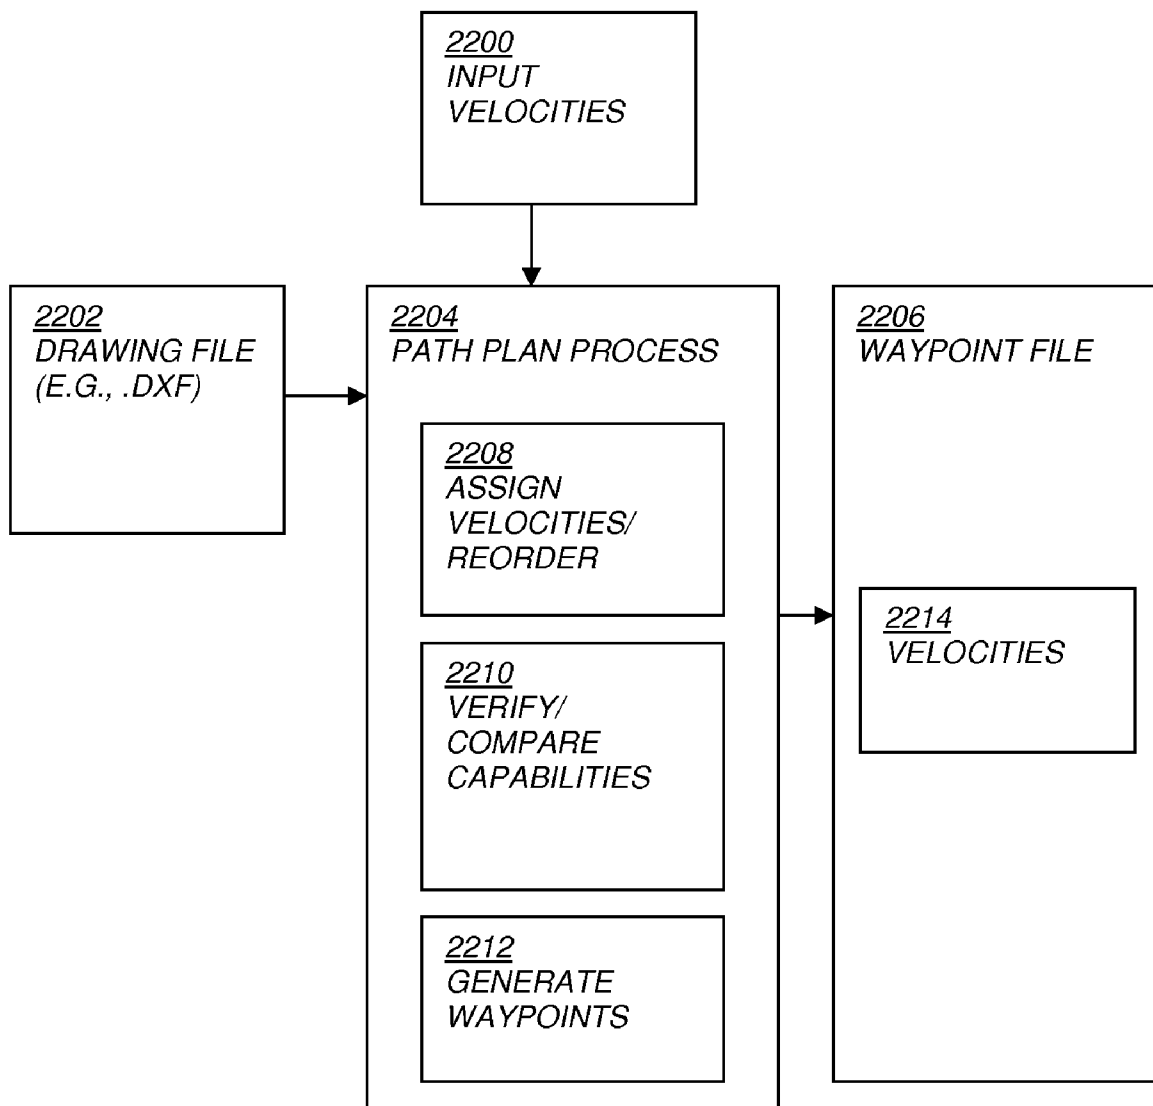 2200
INPUT
VELOCITIES
2202
DRAWING FILE
(E.G., .DXF)
2204
PATH PLAN PROCESS
2208
ASSIGN
VELOCITIES/
REORDER
2210
VERIFY/
COMPARE
CAPABILITIES
2212
GENERATE
WAYPOINTS
2206
WAYPOINT FILE
2214
VELOCITIES